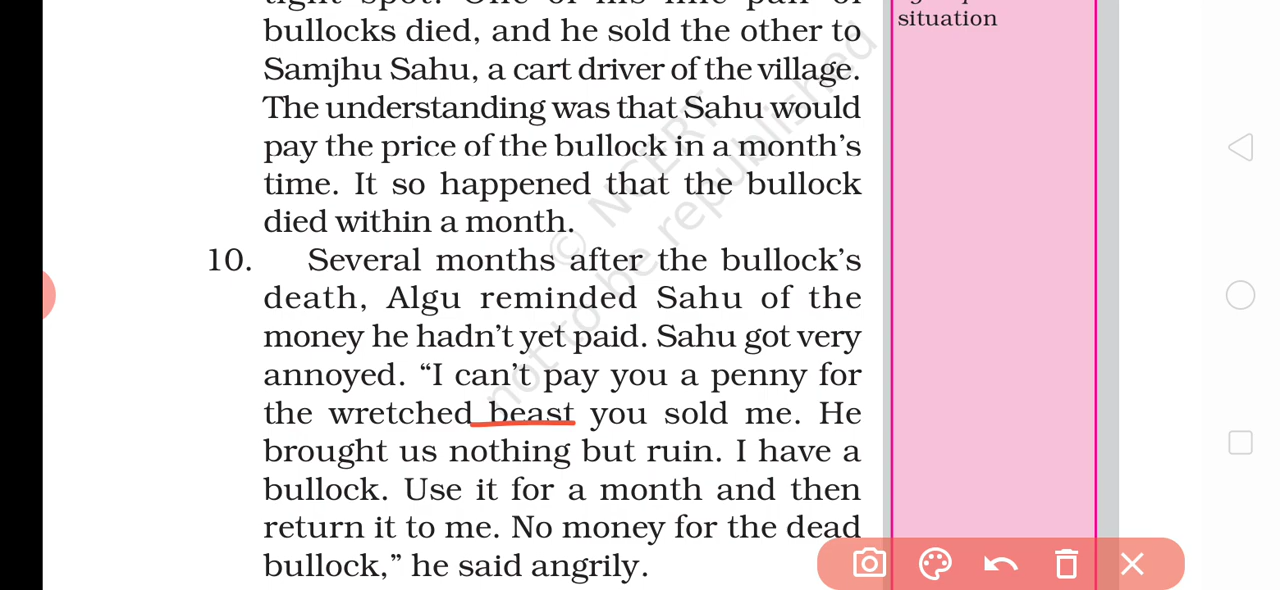 situation
bullocks died, and he sold the other to
Samjhu Sahu, a cart driver of the village.
The understanding was that Sahu would
pay the price of the bullock in a month's
time. It so happened that the bullock
died within a month.
10. Several months after the bullock's
death, Algu reminded Sahu of the
money he hadn't yet paid. Sahu got very
annoyed. “I can't pay you a penny for
the wretched beast you sold me. He
brought us nothing but ruin. I have a
bullock. Use it for a month and then
return it to me. No money for the dead
bullock,” he said angrily.
© NCERT
not to be republished